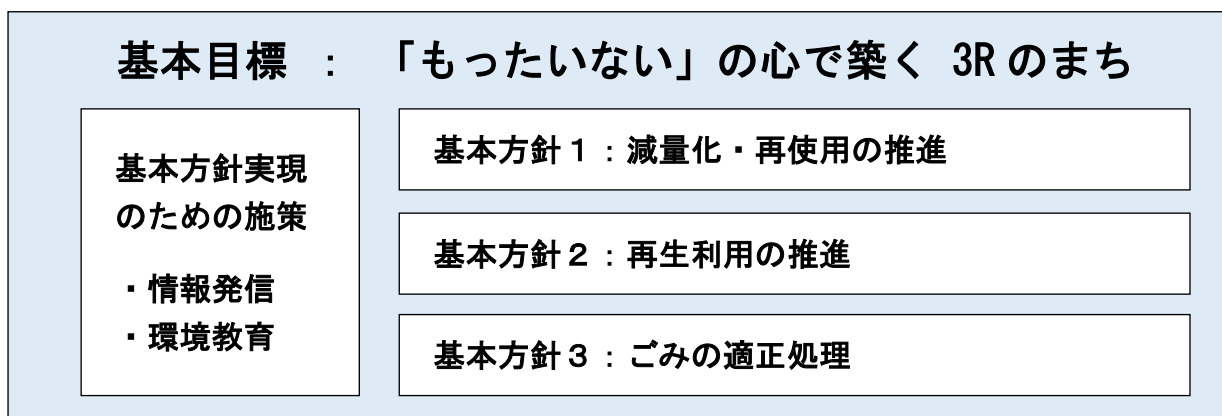 基本目標 : 「もったいない」の心で築く 3Rのまち
基本方針実現
のための施策
・情報発信
・環境教育
基本方針1:減量化・再使用の推進
基本方針2:再生利用の推進
基本方針3:ごみの適正処理